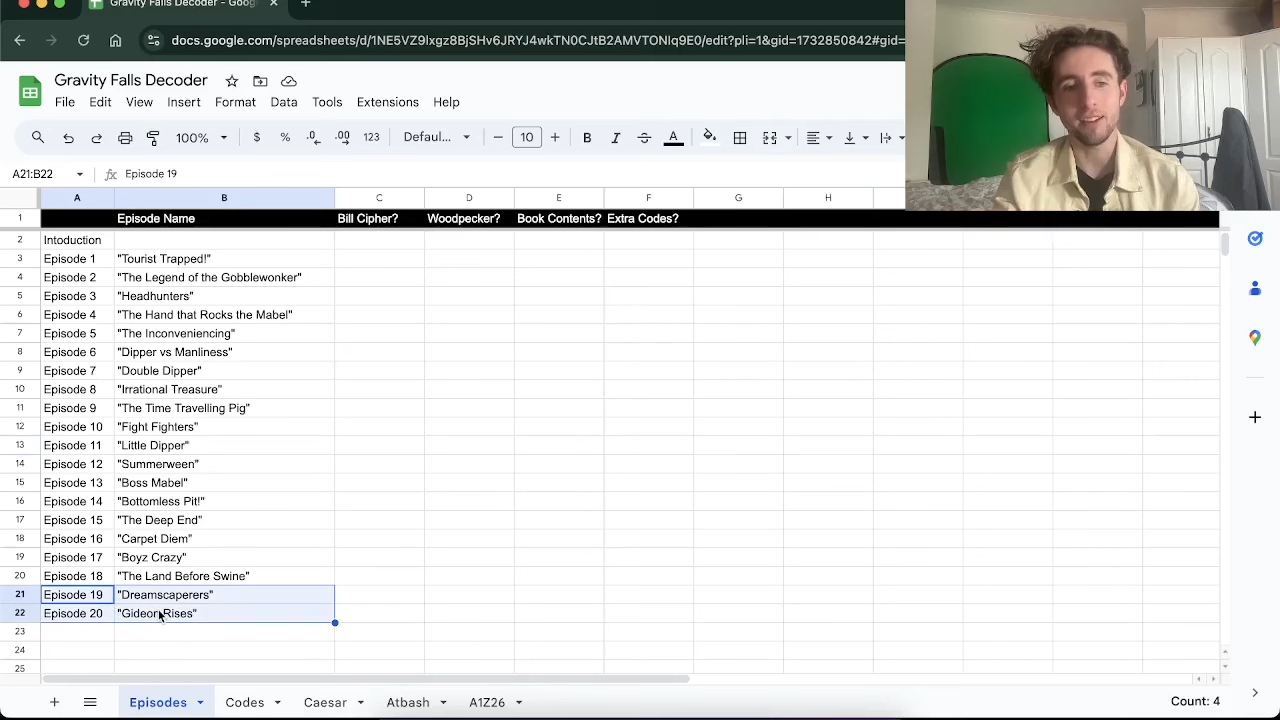 Gravity Falls Decoder - Goog
docs.google.com/spreadsheets/d/1NE5VZ9lxgz8BjSHv6JRYJ4wkTN0CJtB2AMVTONlq9E0/edit?pli=1&gid=1732850842#gid=
Gravity Falls Decoder
File Edit View Insert Format Data Tools Extensions Help
100% $ % .0 .00 123 Defaul... 10 B I A
A21:B22 fx Episode 19
A B C D E F G H
1 Episode Name Bill Cipher? Woodpecker? Book Contents? Extra Codes?
2 Intoduction
3 Episode 1 "Tourist Trapped!"
4 Episode 2 "The Legend of the Gobblewonker"
5 Episode 3 "Headhunters"
6 Episode 4 "The Hand that Rocks the Mabel"
7 Episode 5 "The Inconveniencing"
8 Episode 6 "Dipper vs Manliness"
9 Episode 7 "Double Dipper"
10 Episode 8 "Irrational Treasure"
11 Episode 9 "The Time Travelling Pig"
12 Episode 10 "Fight Fighters"
13 Episode 11 "Little Dipper"
14 Episode 12 "Summerween"
15 Episode 13 "Boss Mabel"
16 Episode 14 "Bottomless Pit!"
17 Episode 15 "The Deep End"
18 Episode 16 "Carpet Diem"
19 Episode 17 "Boyz Crazy"
20 Episode 18 "The Land Before Swine"
21 Episode 19 "Dreamscaperers"
22 Episode 20 "Gideon Rises"
23
24
25
Episodes Codes Caesar Atbash A1Z26 Count: 4